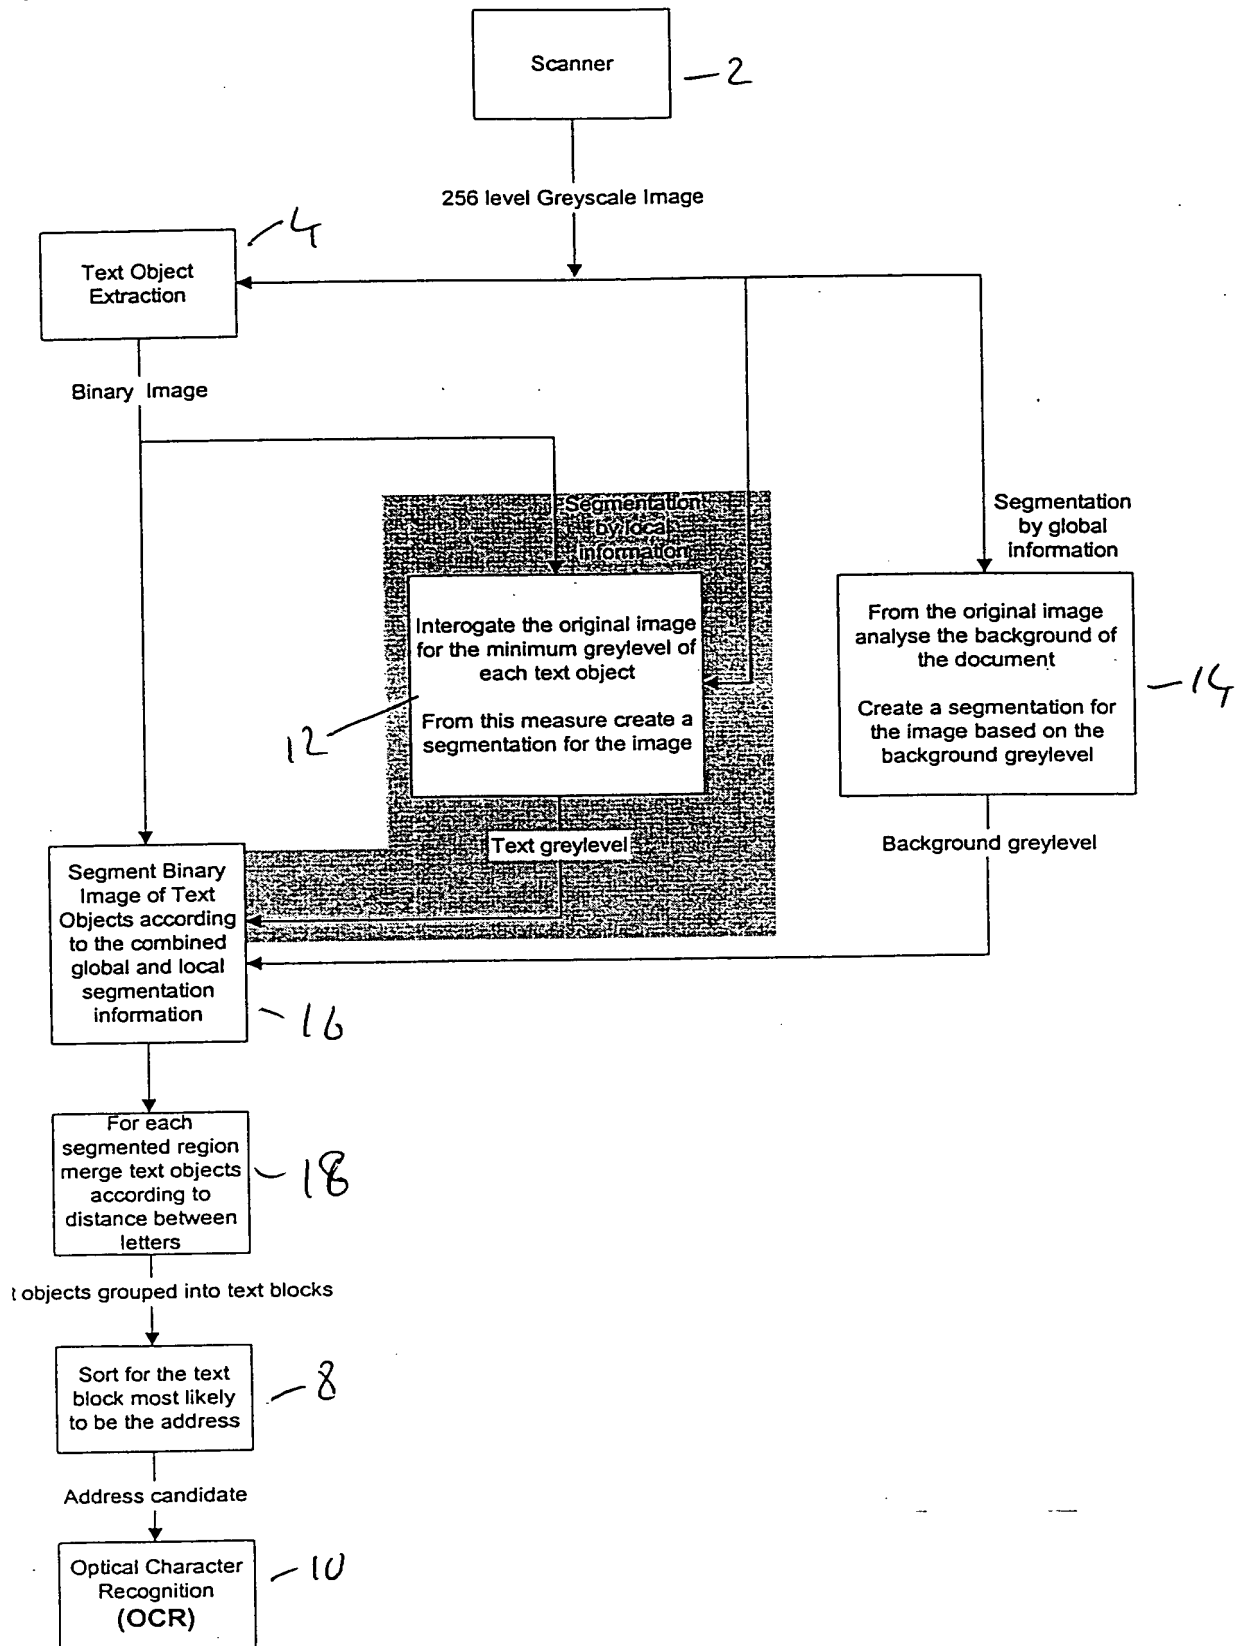 Scanner
2
256 level Greyscale Image
4
Text Object
Extraction
Binary Image
Segmentation
by local
information
Segmentation
by global
information
Interogate the original image
for the minimum greylevel of
each text object
From this measure create a
segmentation for the image
12
From the original image
analyse the background of
the document
Create a segmentation for
the image based on the
background greylevel
14
Text greylevel
Background greylevel
Segment Binary
Image of Text
Objects according
to the combined
global and local
segmentation
information
16
For each
segmented region
merge text objects
according to
distance between
letters
18
t objects grouped into text blocks
Sort for the text
block most likely
to be the address
8
Address candidate
Optical Character
Recognition
(OCR)
10